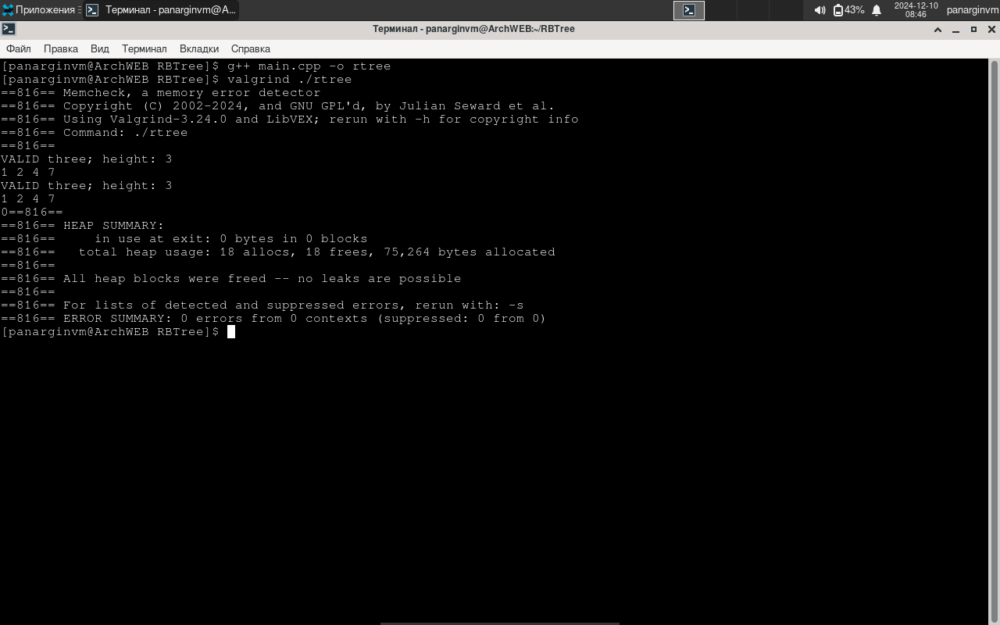 Приложения
Терминал - panarginvm@A...
43%
2024-12-10
08:46
panarginvm
Терминал - panarginvm@ArchWEB:~/RBTree
Файл Правка Вид Терминал Вкладки Справка
[panarginvm@ArchWEB RBTree]$ g++ main.cpp -o rtree
[panarginvm@ArchWEB RBTree]$ valgrind ./rtree
==816== Memcheck, a memory error detector
==816== Copyright (C) 2002-2024, and GNU GPL'd, by Julian Seward et al.
==816== Using Valgrind-3.24.0 and LibVEX; rerun with -h for copyright info
==816== Command: ./rtree
==816==
VALID three; height: 3
1 2 4 7
VALID three; height: 3
1 2 4 7
0==816==
==816== HEAP SUMMARY:
==816==     in use at exit: 0 bytes in 0 blocks
==816==   total heap usage: 18 allocs, 18 frees, 75,264 bytes allocated
==816==
==816== All heap blocks were freed -- no leaks are possible
==816==
==816== For lists of detected and suppressed errors, rerun with: -s
==816== ERROR SUMMARY: 0 errors from 0 contexts (suppressed: 0 from 0)
[panarginvm@ArchWEB RBTree]$